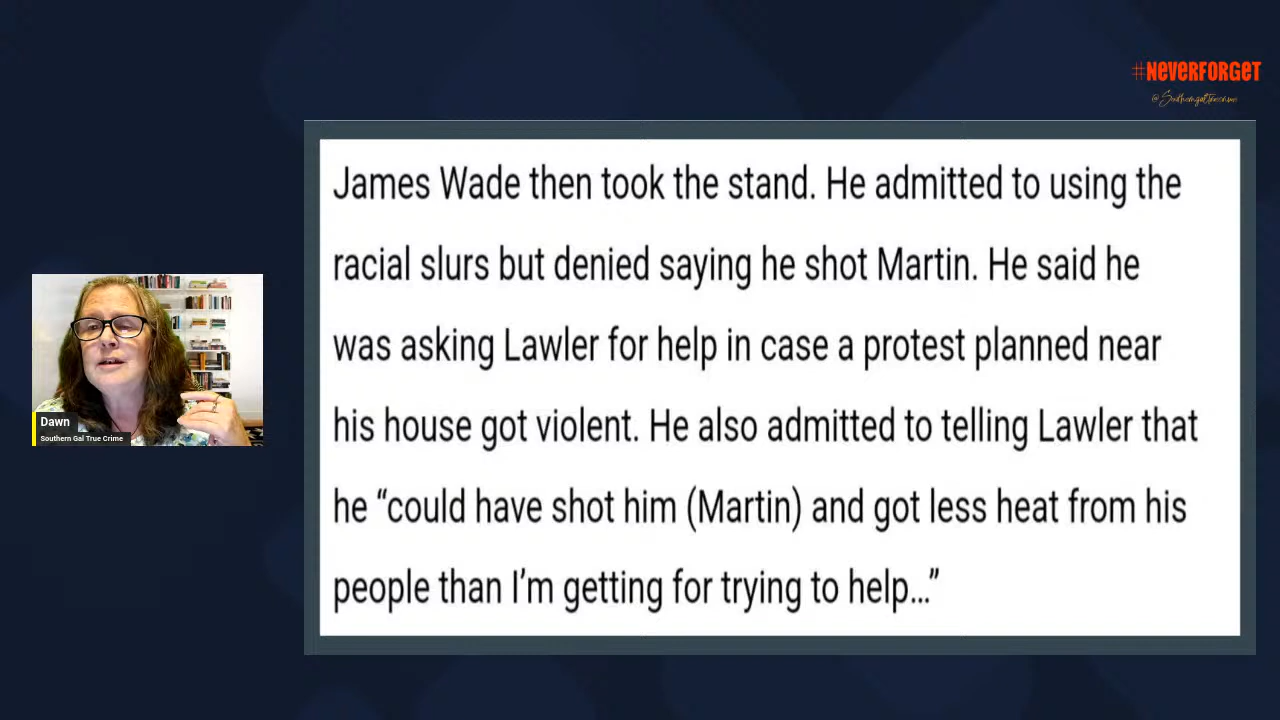 #NEVERFORGET
@Southerngaltruecrime
James Wade then took the stand. He admitted to using the
racial slurs but denied saying he shot Martin. He said he
was asking Lawler for help in case a protest planned near
his house got violent. He also admitted to telling Lawler that
he “could have shot him (Martin) and got less heat from his
people than I’m getting for trying to help…”
Dawn
Southern Gal True Crime